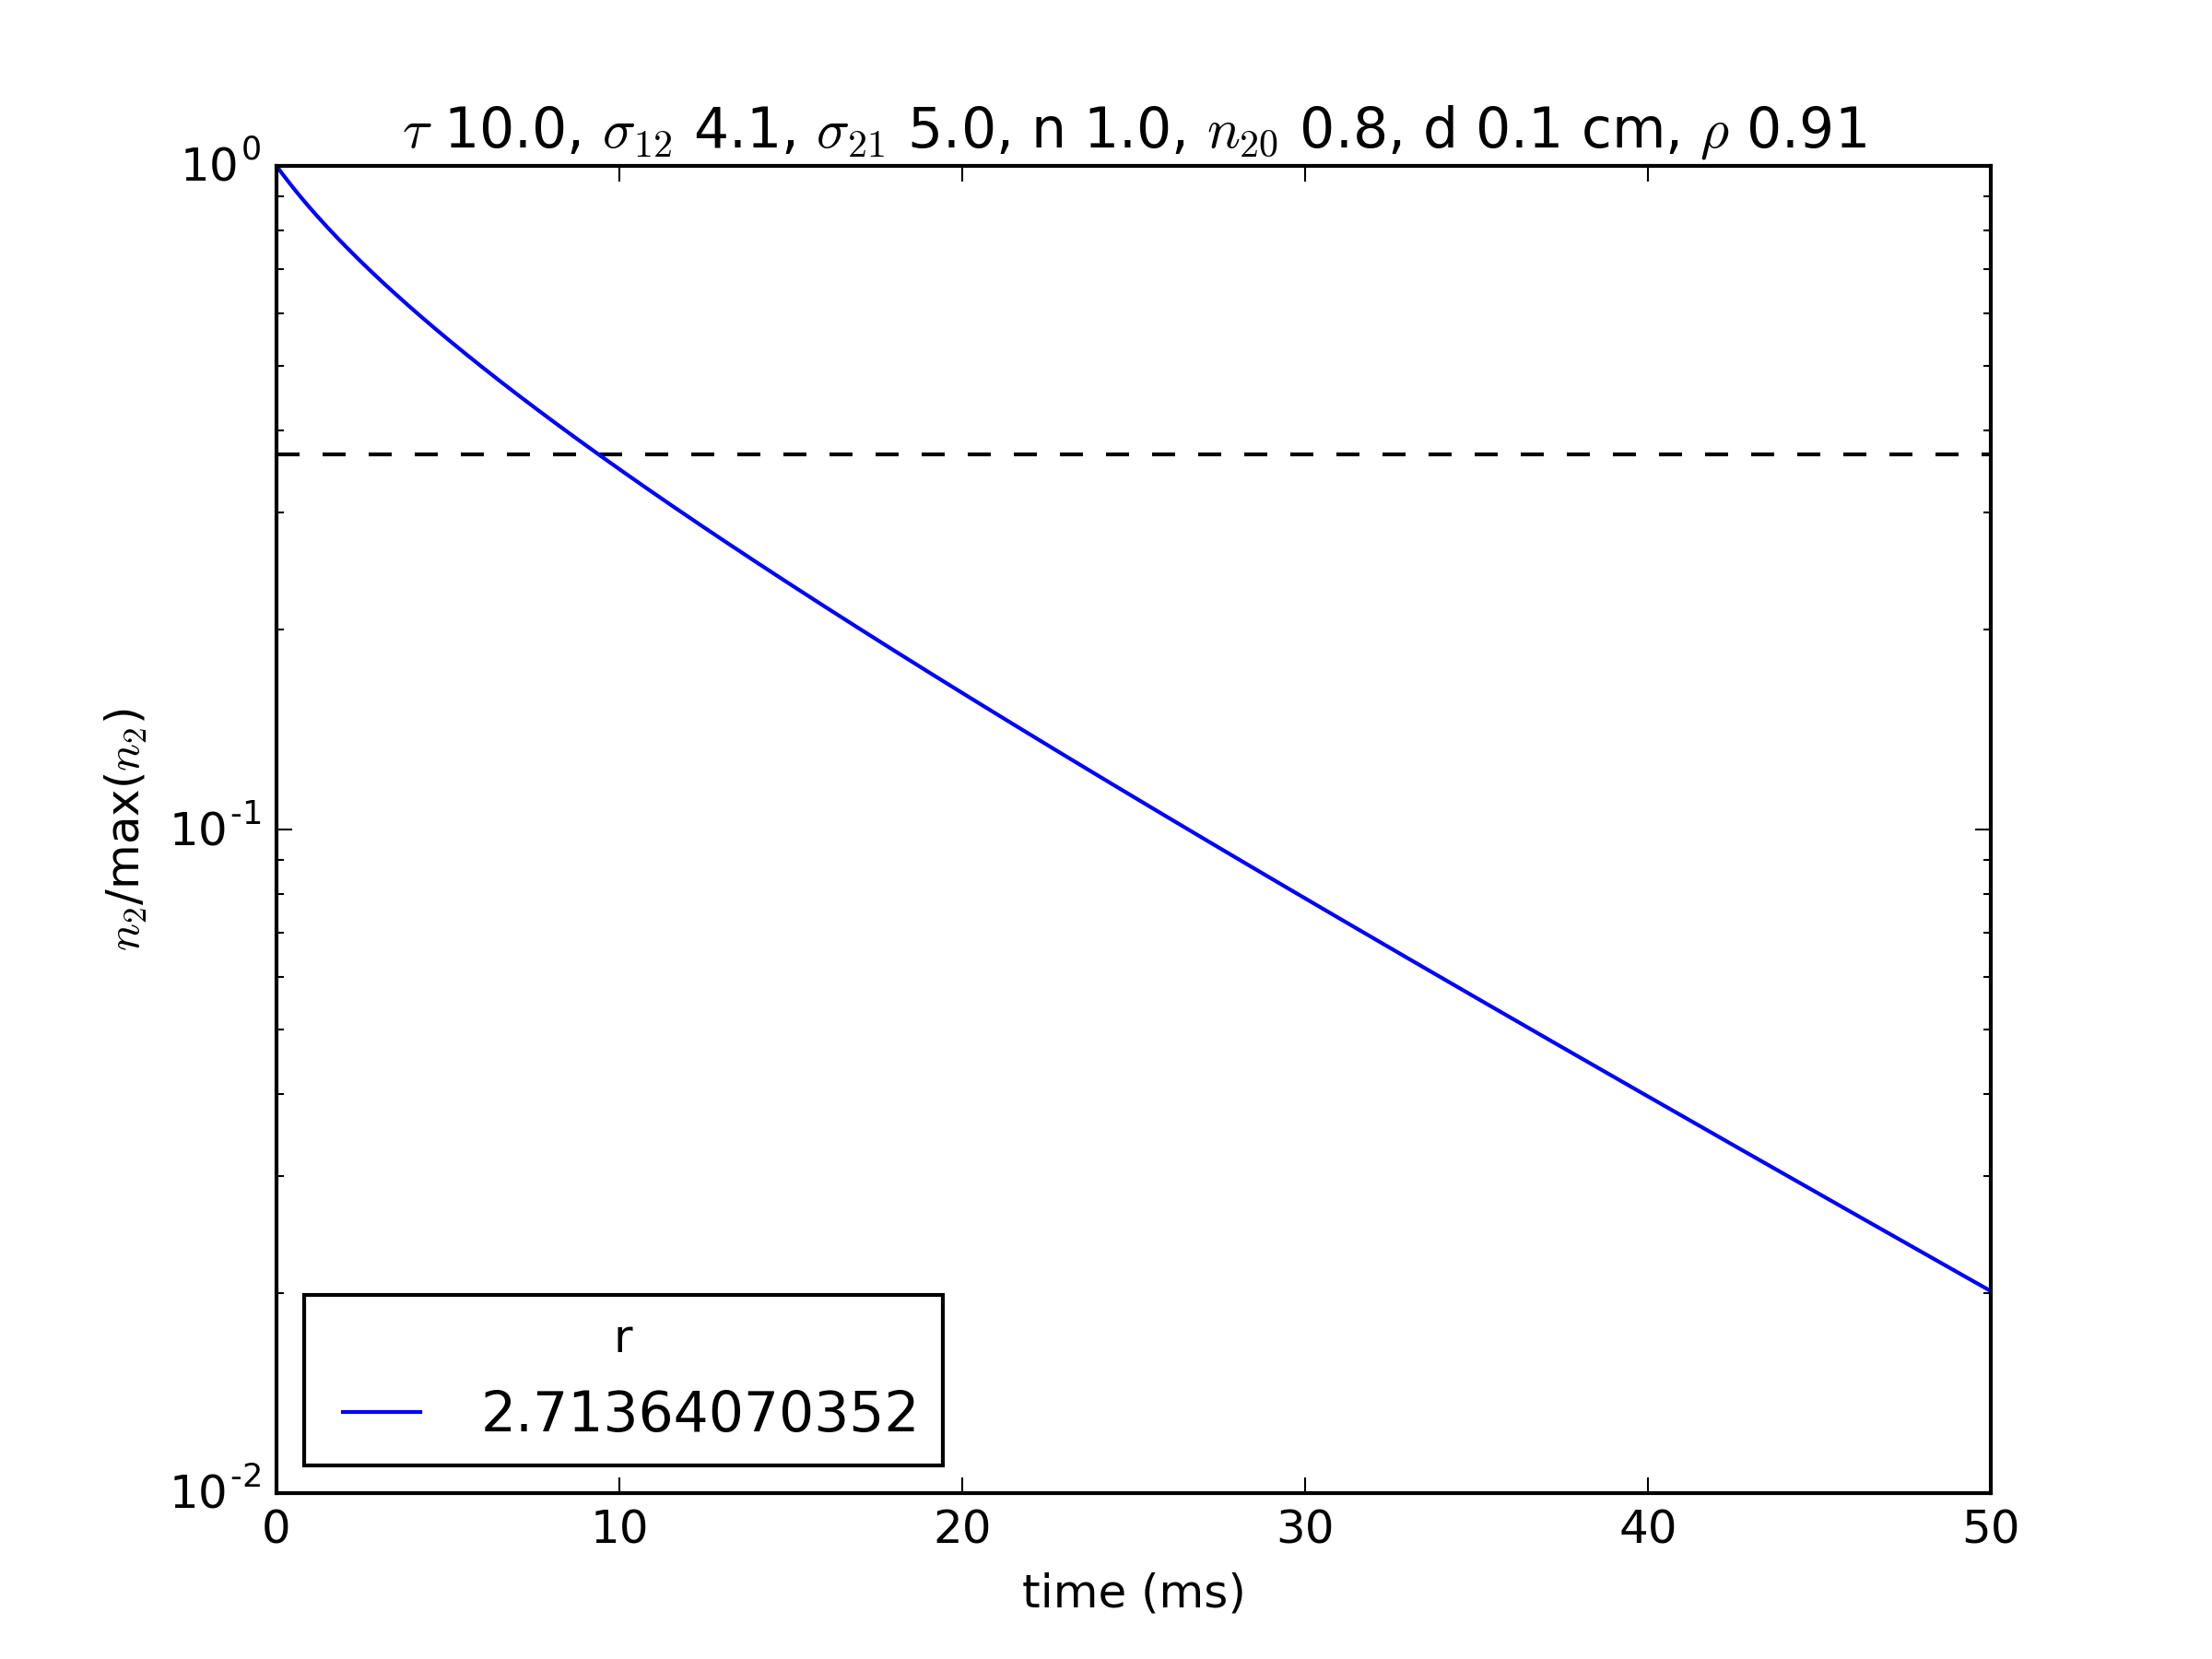 τ 10.0, σ₁₂ 4.1, σ₂₁ 5.0, n 1.0, n₂₀ 0.8, d 0.1 cm, ρ 0.91
10⁰
10⁻¹
10⁻²
n₂/max(n₂)
r
2.71364070352
0 10 20 30 40 50
time (ms)